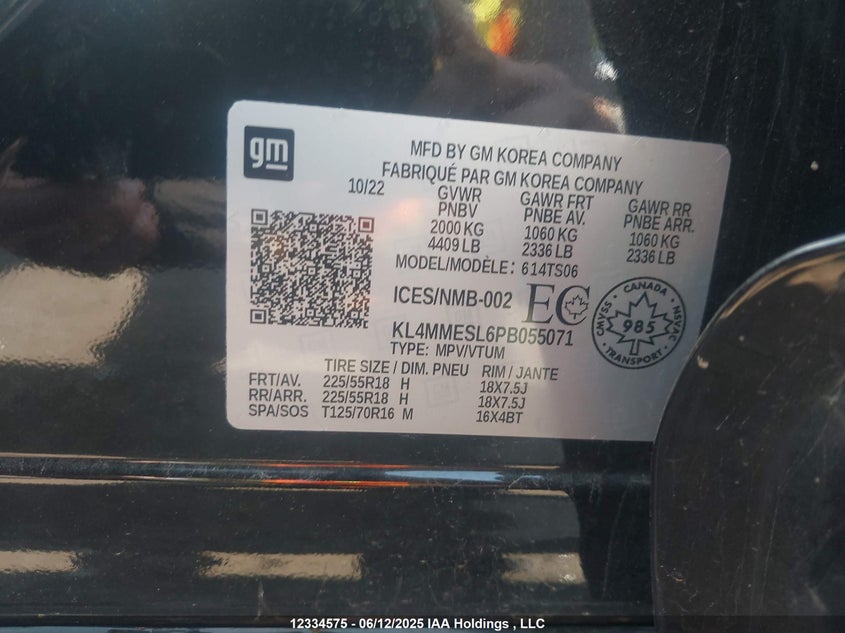 gm
MFD BY GM KOREA COMPANY
FABRIQUÉ PAR GM KOREA COMPANY
10/22
GVWR GAWR FRT GAWR RR
PNBV PNBE AV. PNBE ARR.
2000 KG 1060 KG 1060 KG
4409 LB 2336 LB 2336 LB
MODEL/MODÈLE: 614TS06
ICES/NMB-002 EC
KL4MMESL6PB055071
TYPE: MPV/VTUM
CANADA
SVMAC 985 NSVAC
TRANSPORT
TIRE SIZE / DIM. PNEU RIM / JANTE
FRT/AV. 225/55R18 H 18X7.5J
RR/ARR. 225/55R18 H 18X7.5J
SPA/SOS T125/70R16 M 16X4BT
12334575 - 06/12/2025 IAA Holdings , LLC